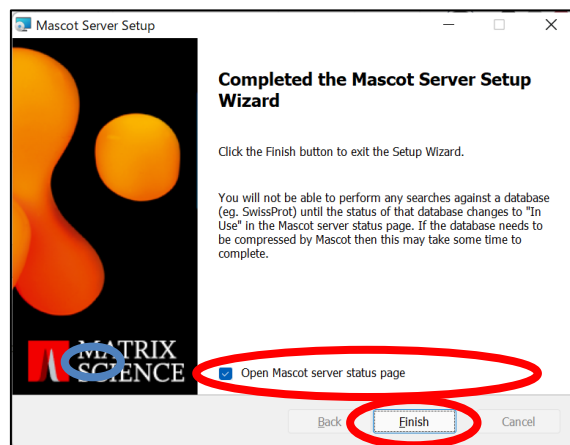 Mascot Server Setup
Completed the Mascot Server Setup
Wizard
Click the Finish button to exit the Setup Wizard.
You will not be able to perform any searches against a database
(eg. SwissProt) until the status of that database changes to "In
Use" in the Mascot server status page. If the database needs to
be compressed by Mascot then this may take some time to
complete.
MATRIX
SCIENCE
Open Mascot server status page
Back Finish Cancel